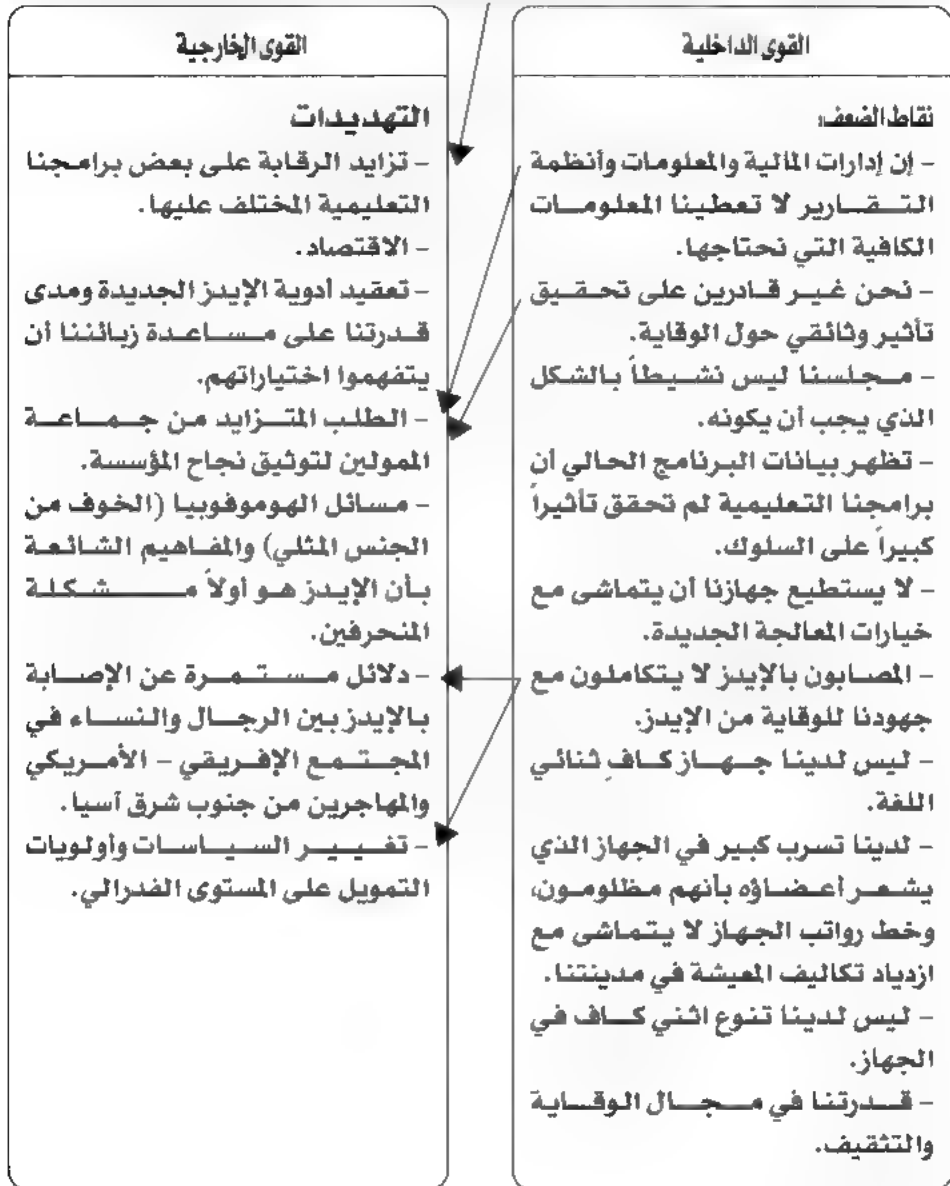 القوى الداخلية
نقاط الضعف:
- إن إدارات المالية والمعلومات وأنظمة
التقارير لا تعطينا المعلومات
الكافية التي نحتاجها.
- نحن غير قادرين على تحقيق
تأثير وثائقي حول الوقاية.
- مجلسنا ليس نشيطاً بالشكل
الذي يجب أن يكونه.
- تظهر بيانات البرنامج الحالي أن
برامجنا التعليمية لم تحقق تأثيراً
كبيراً على السلوك.
- لا يستطيع جهازنا أن يتماشى مع
خيارات المعالجة الجديدة.
- المصابون بالإيدز لا يتكاملون مع
جهودنا للوقاية من الإيدز.
- ليس لدينا جهاز كافٍ ثنائي
اللغة.
- لدينا تسرب كبير في الجهاز الذي
يشعر أعضاؤه بأنهم مظلومون،
وخط رواتب الجهاز لا يتماشى مع
ازدياد تكاليف المعيشة في مدينتنا.
- ليس لدينا تنوع اثني كاف في
الجهاز.
- قدرتنا في مجال الوقاية
والتثقيف.
القوى الخارجية
التهديدات
- تزايد الرقابة على بعض برامجنا
التعليمية المختلف عليها.
- الاقتصاد.
- تعقيد أدوية الإيدز الجديدة ومدى
قدرتنا على مساعدة زبائننا أن
يتفهموا اختياراتهم.
- الطلب المتزايد من جماعة
الممولين لتوثيق نجاح المؤسسة.
- مسائل الهوموفوبيا (الخوف من
الجنس المثلي) والمفاهيم الشائعة
بأن الإيدز هو أولاً مشكلة
المنحرفين.
- دلائل مستمرة عن الإصابة
بالإيدز بين الرجال والنساء في
المجتمع الإفريقي - الأمريكي
والمهاجرين من جنوب شرق آسيا.
- تغيير السياسات وأولويات
التمويل على المستوى الفدرالي.